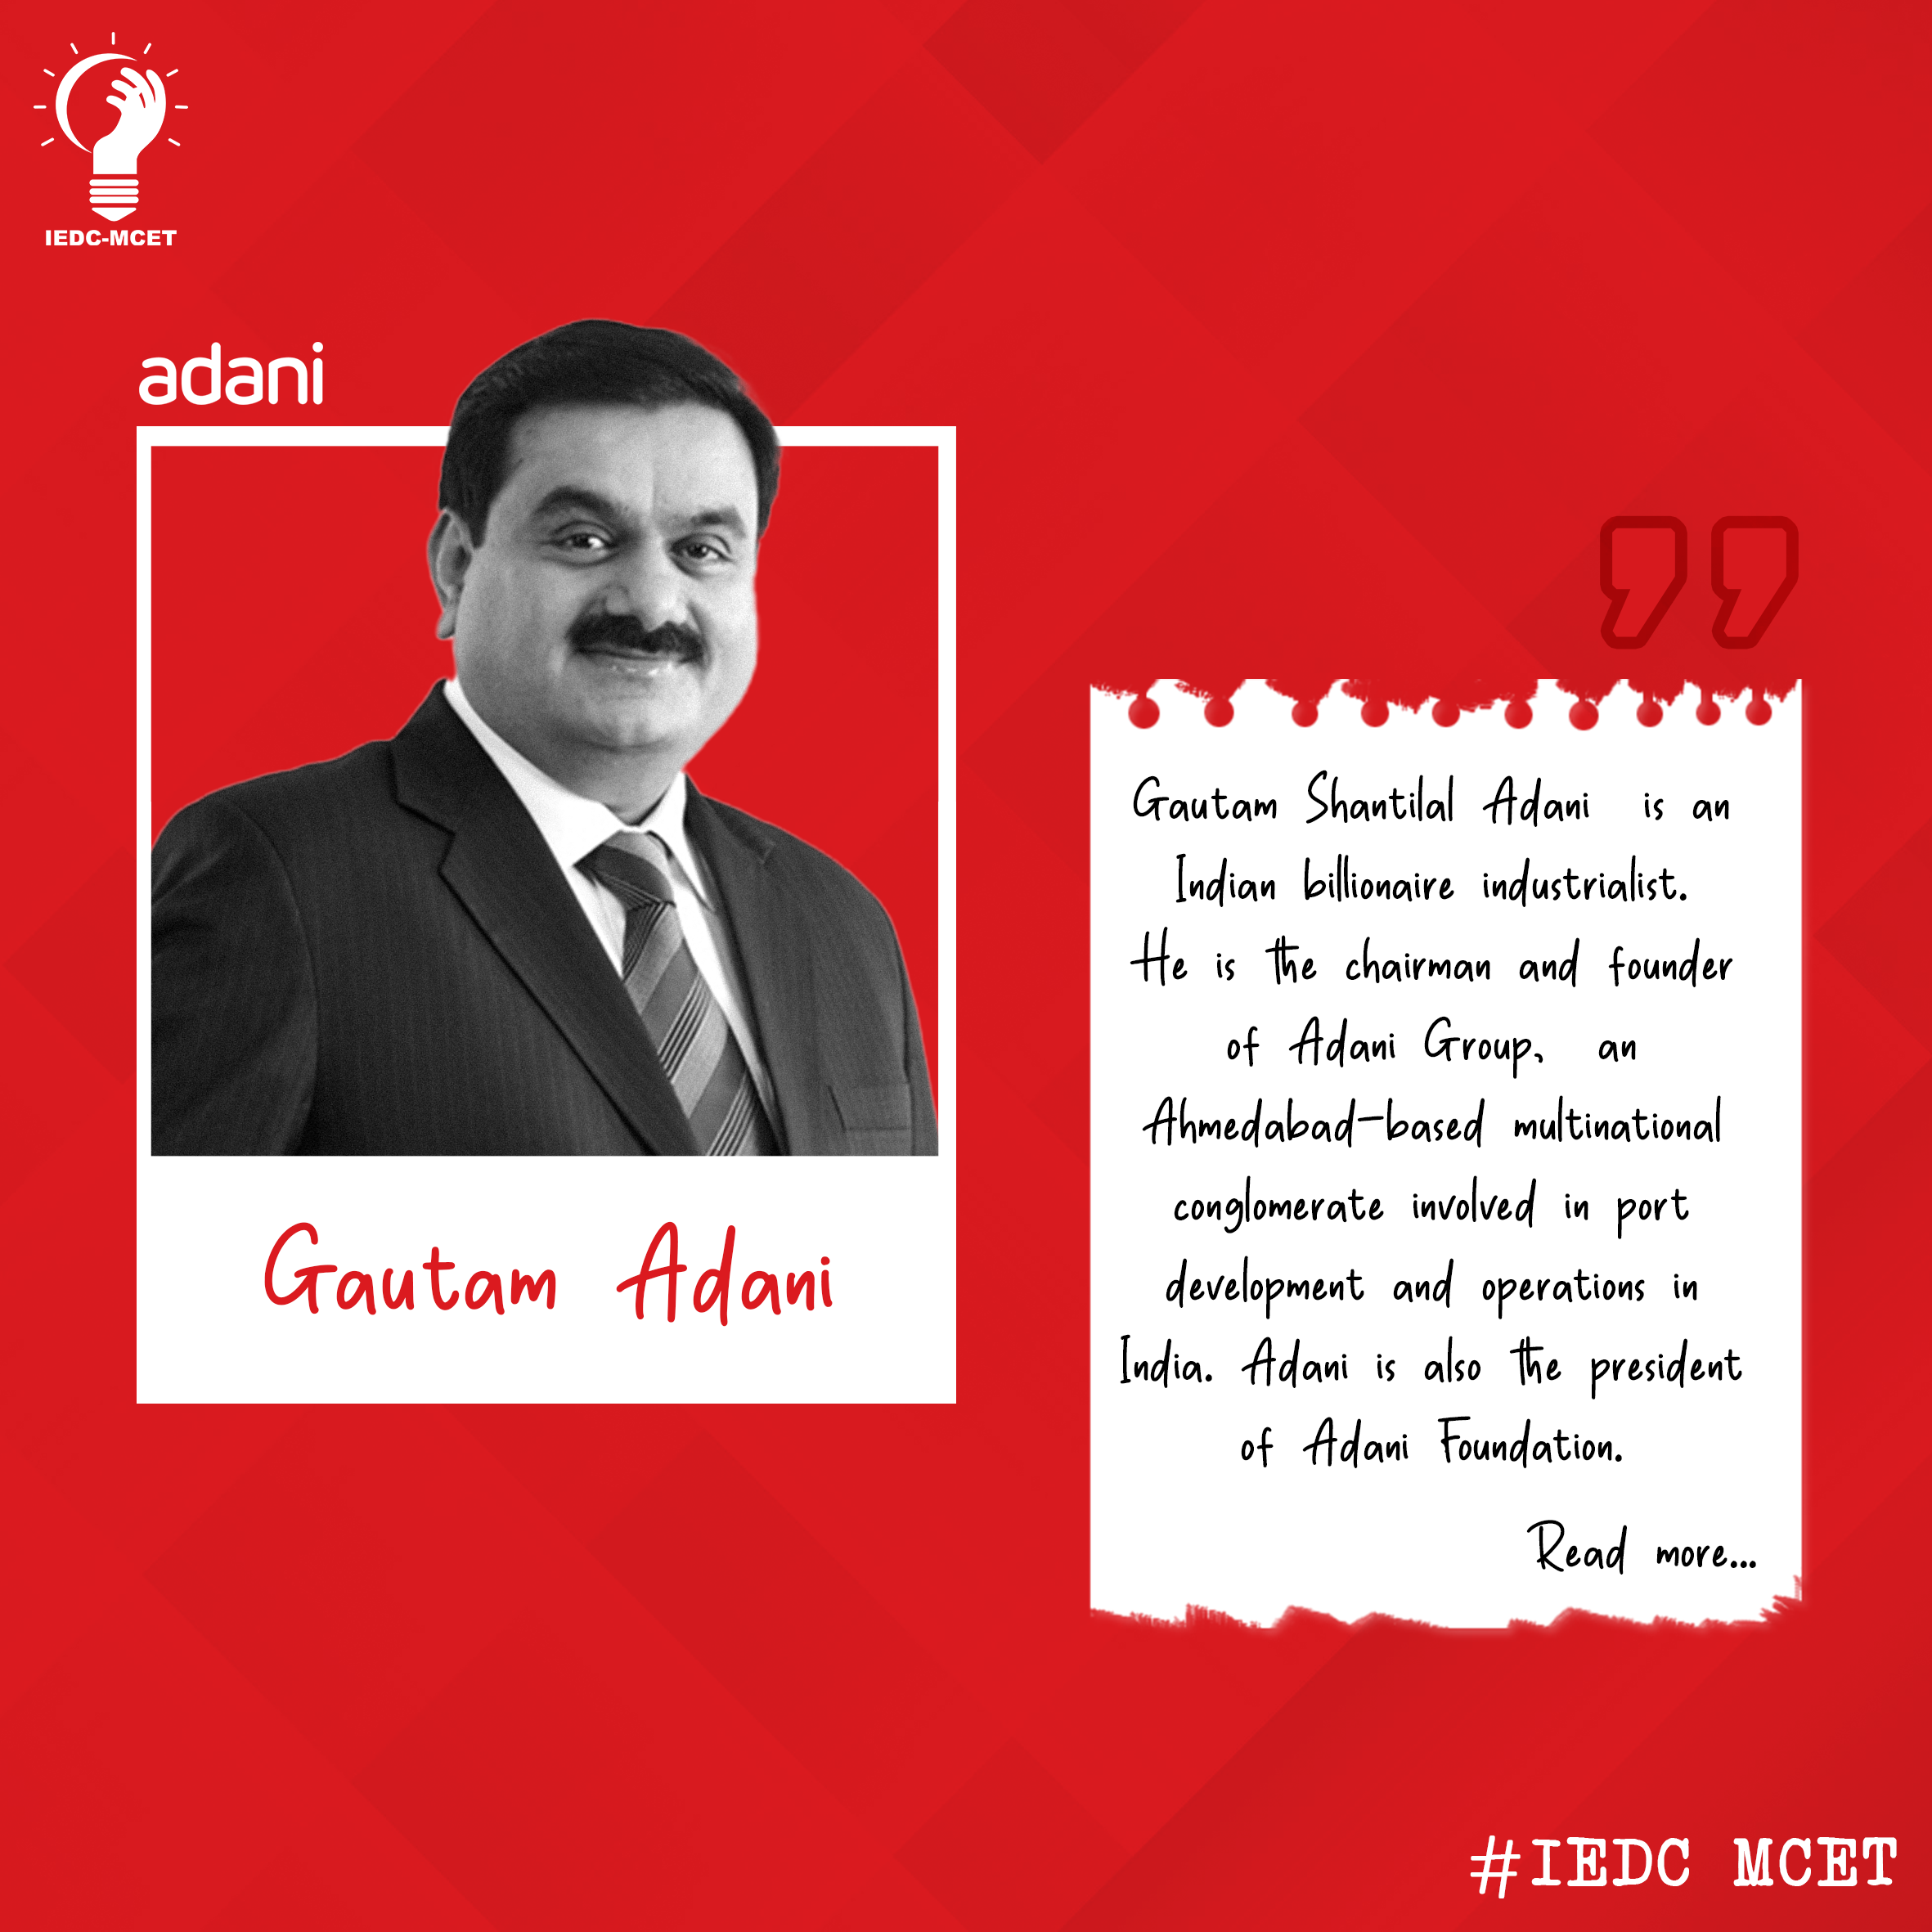 IEDC-MCET
adani
Gautam Adani
Gautam Shantilal Adani is an
Indian billionaire industrialist.
He is the chairman and founder
of Adani Group, an
Ahmedabad-based multinational
conglomerate involved in port
development and operations in
India. Adani is also the president
of Adani Foundation.
Read more...
#IEDC MCET